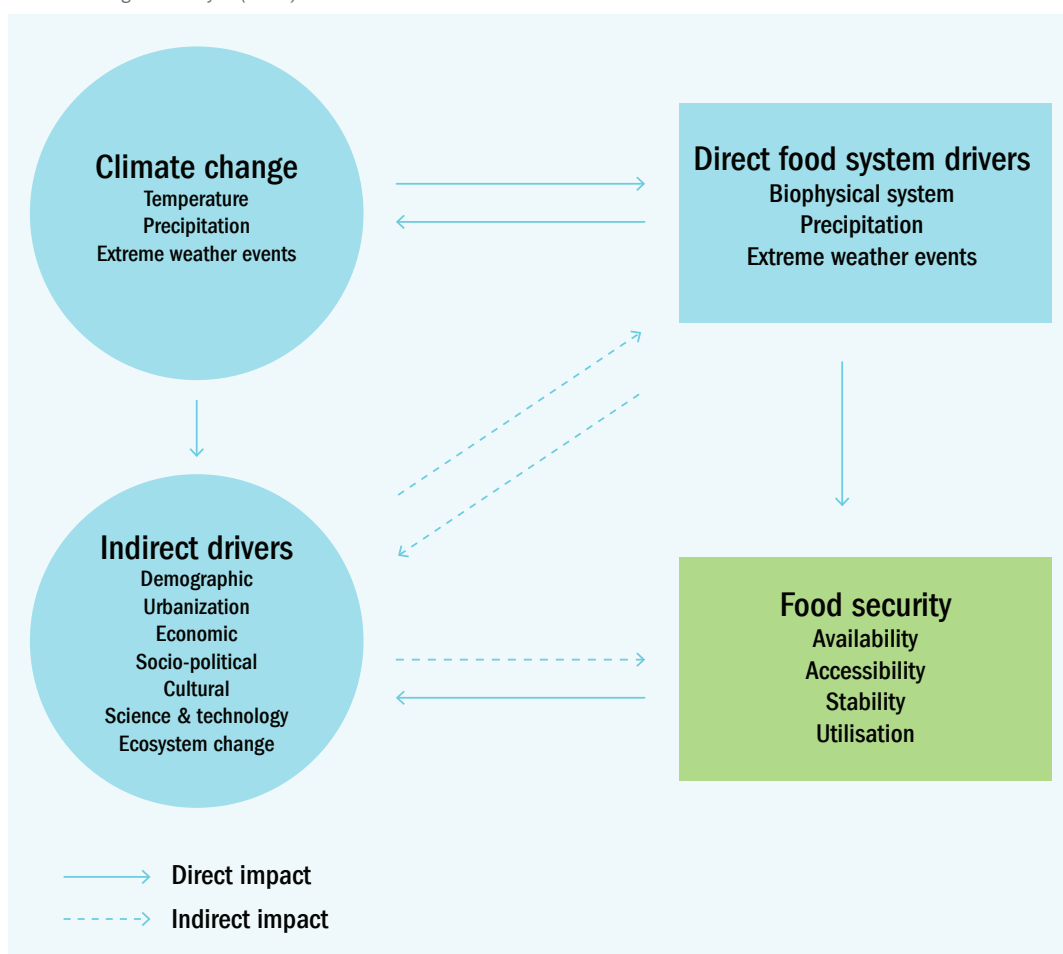 Climate change
Temperature
Precipitation
Extreme weather events
Direct food system drivers
Biophysical system
Precipitation
Extreme weather events
Indirect drivers
Demographic
Urbanization
Economic
Socio-political
Cultural
Science & technology
Ecosystem change
Food security
Availability
Accessibility
Stability
Utilisation
Direct impact
Indirect impact